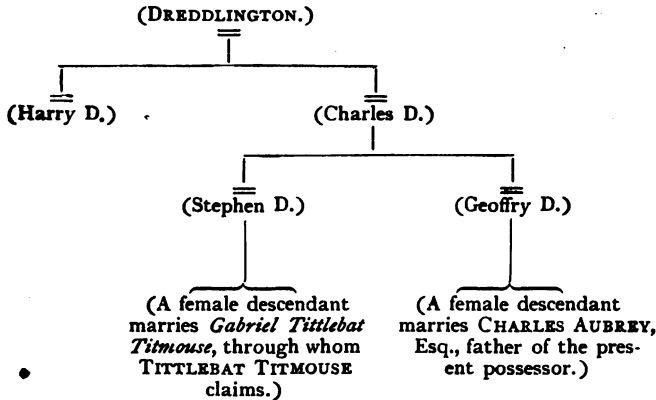 (DREDDLINGTON.)
(Harry D.)
(Charles D.)
(Stephen D.)
(Geoffry D.)
(A female descendant
marries Gabriel Tittlebat
Titmouse, through whom
TITTLEBAT TITMOUSE
claims.)
(A female descendant
marries CHARLES AUBREY,
Esq., father of the pres-
ent possessor.)